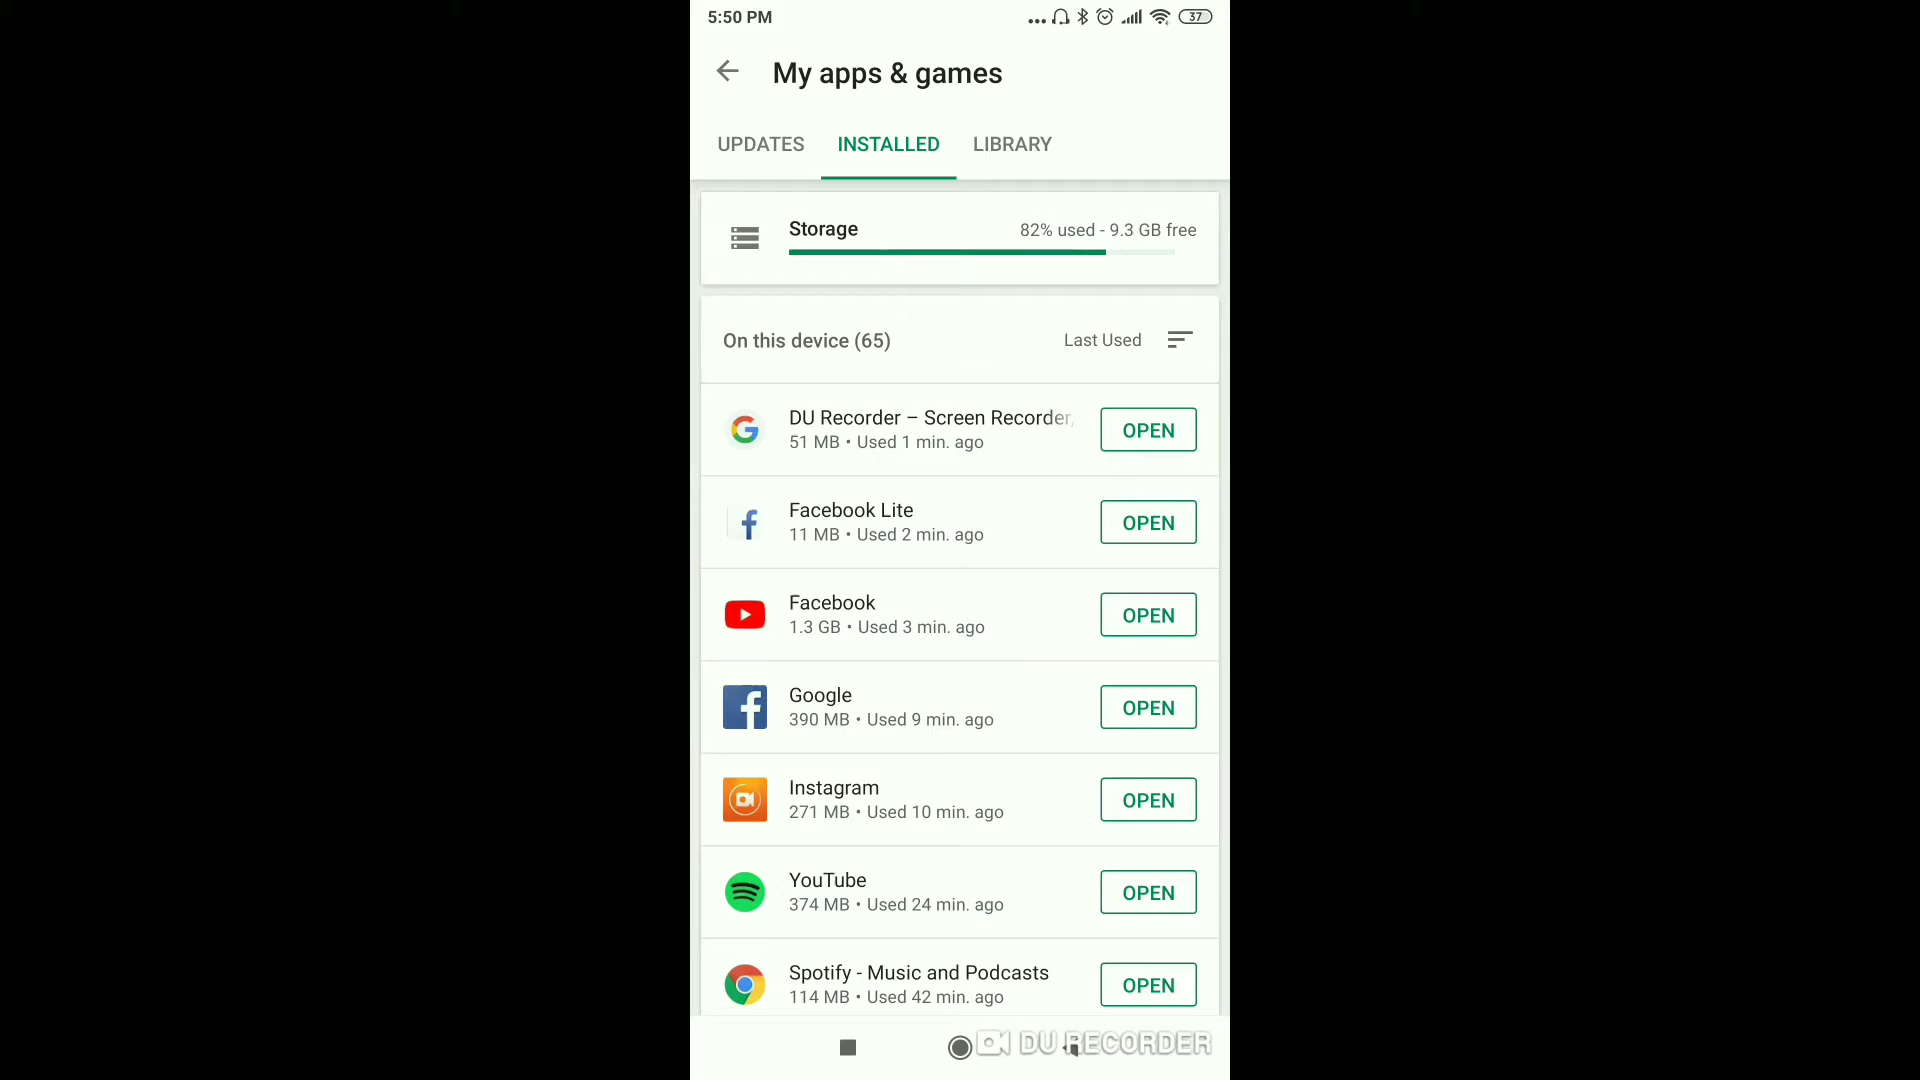 5:50 PM
37
My apps & games
UPDATES INSTALLED LIBRARY
Storage 82% used - 9.3 GB free
On this device (65) Last Used
DU Recorder – Screen Recorder,
51 MB • Used 1 min. ago
OPEN
Facebook Lite
11 MB • Used 2 min. ago
OPEN
Facebook
1.3 GB • Used 3 min. ago
OPEN
Google
390 MB • Used 9 min. ago
OPEN
Instagram
271 MB • Used 10 min. ago
OPEN
YouTube
374 MB • Used 24 min. ago
OPEN
Spotify - Music and Podcasts
114 MB • Used 42 min. ago
OPEN
DU RECORDER